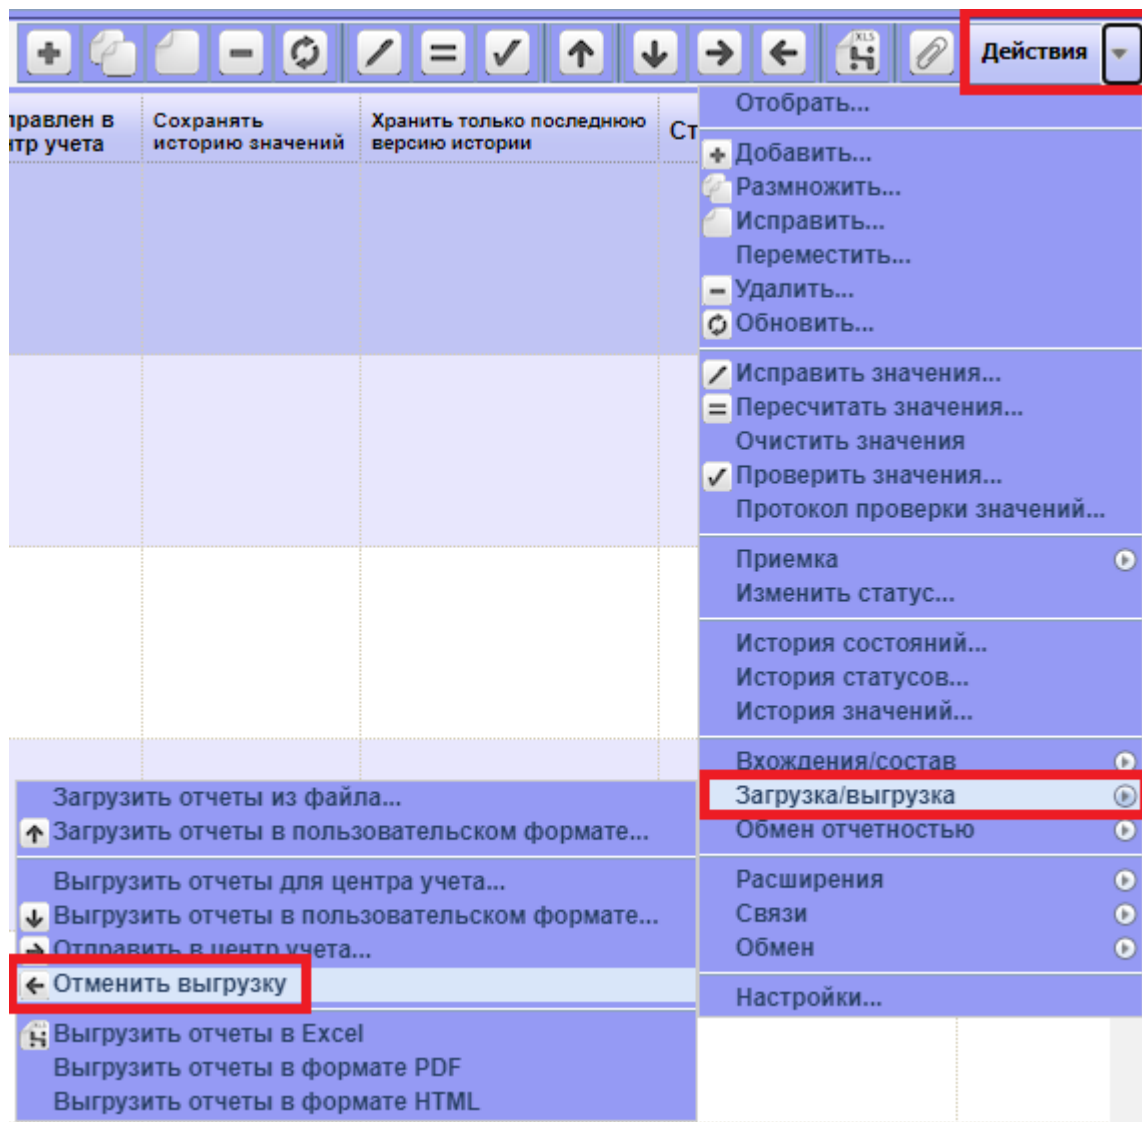 XLS
Действия
правлен в
нтр учета
Сохранять
историю значений
Хранить только последнюю
версию истории
Ст
Отобрать...
Добавить...
Размножить...
Исправить...
Переместить...
Удалить...
Обновить...
Исправить значения...
Пересчитать значения...
Очистить значения
Проверить значения...
Протокол проверки значений...
Приемка
Изменить статус...
История состояний...
История статусов...
История значений...
Вхождения/состав
Загрузка/выгрузка
Обмен отчетностью
Расширения
Связи
Обмен
Настройки...
Загрузить отчеты из файла...
Загрузить отчеты в пользовательском формате...
Выгрузить отчеты для центра учета...
Выгрузить отчеты в пользовательском формате...
Отправить в центр учета...
Отменить выгрузку
Выгрузить отчеты в Excel
Выгрузить отчеты в формате PDF
Выгрузить отчеты в формате HTML